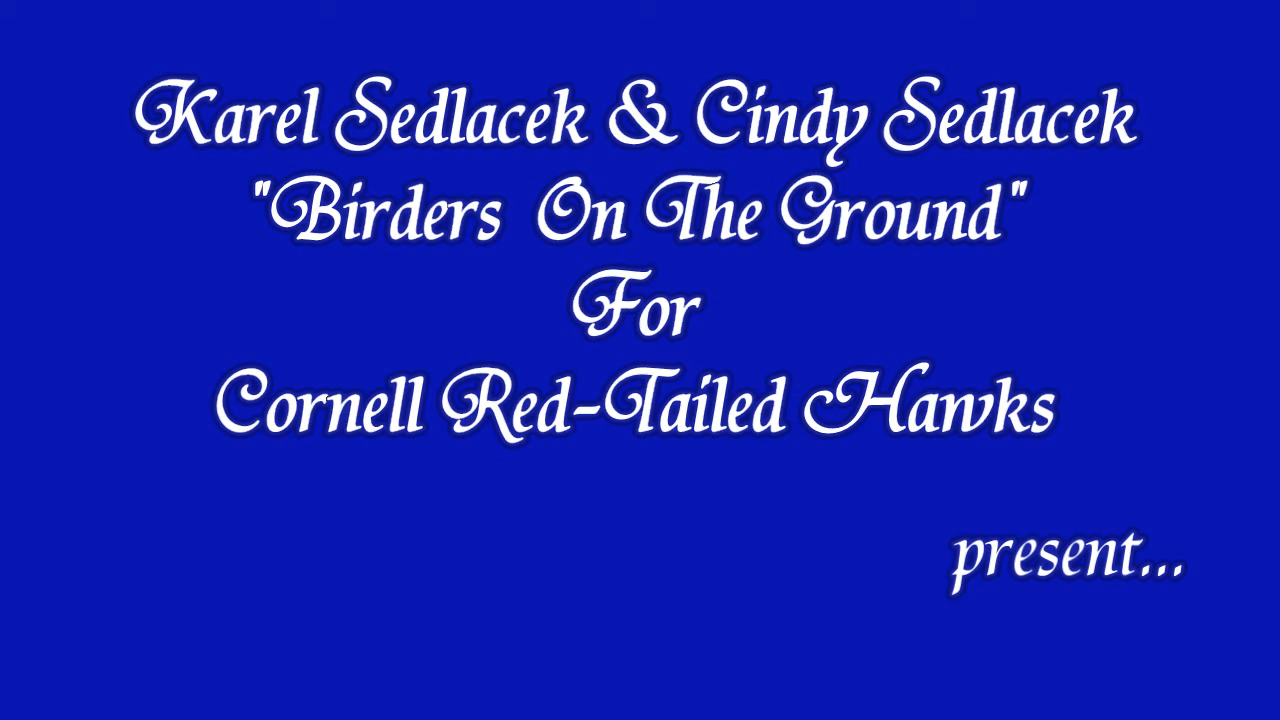 Karel Sedlacek & Cindy Sedlacek
"Birders On The Ground"
For
Cornell Red-Tailed Hawks
present...